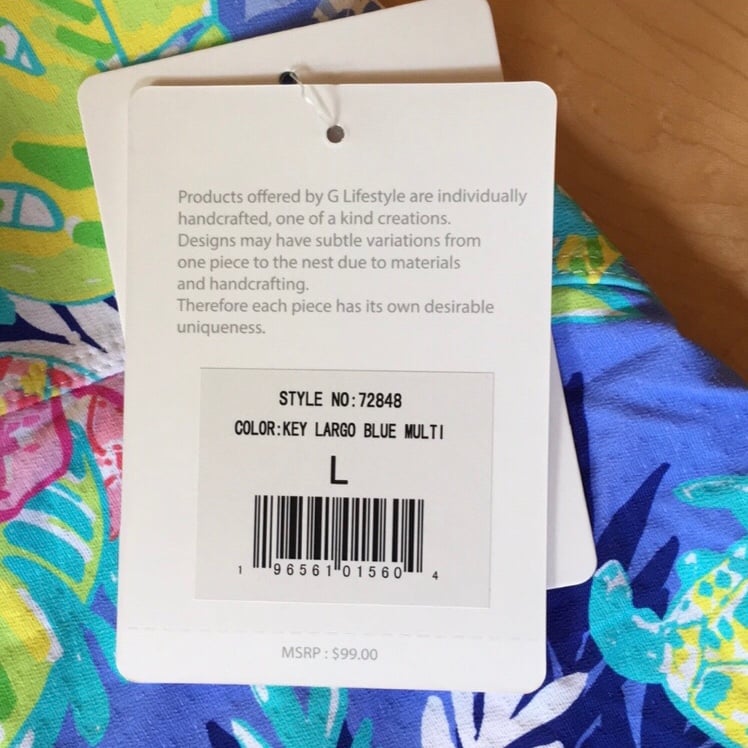 Products offered by G Lifestyle are individually
handcrafted, one of a kind creations.
Designs may have subtle variations from
one piece to the nest due to materials
and handcrafting.
Therefore each piece has its own desirable
uniqueness.
STYLE NO:72848
COLOR:KEY LARGO BLUE MULTI
L
1 96561 01560 4
MSRP : $99.00